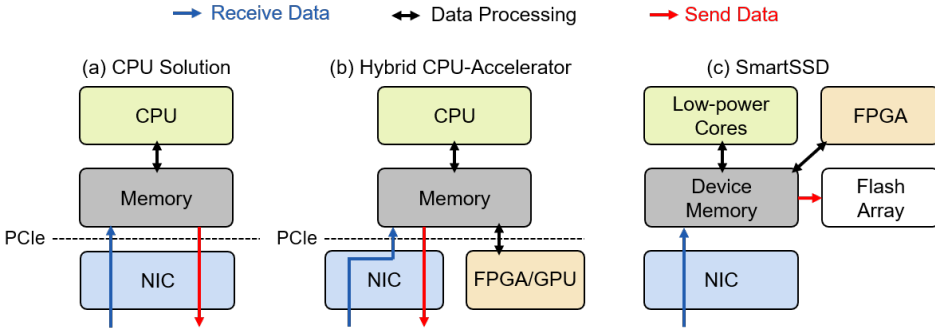 Receive Data
Data Processing
Send Data
(a) CPU Solution
(b) Hybrid CPU-Accelerator
(c) SmartSSD
CPU
CPU
Low-power
Cores
FPGA
Memory
Memory
Device
Memory
Flash
Array
PCIe
PCIe
NIC
NIC
FPGA/GPU
NIC